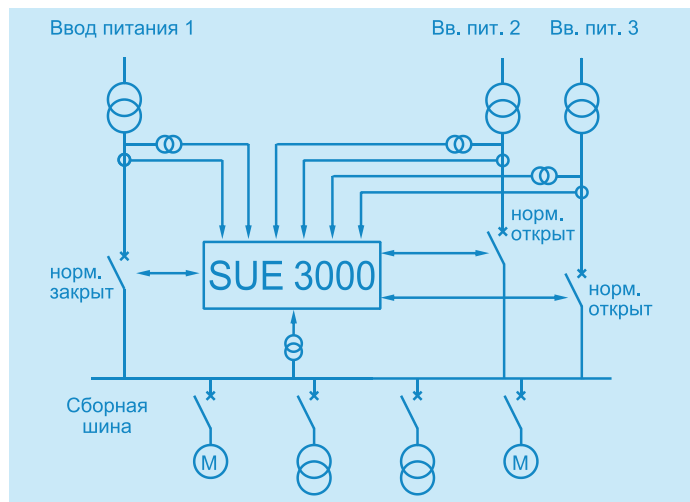 Ввод питания 1
Вв. пит. 2
Вв. пит. 3
норм.
открыт
норм.
закрыт
SUE 3000
норм.
открыт
Сборная
шина
M
M